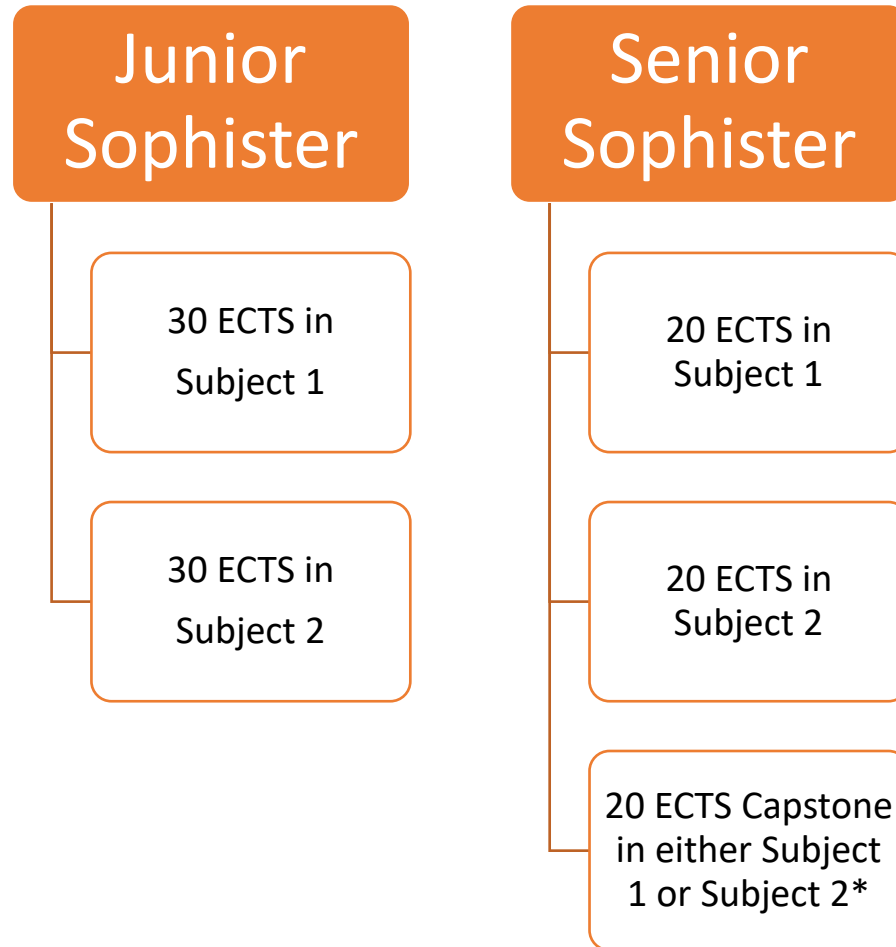 Junior
Sophister
30 ECTS in
Subject 1
30 ECTS in
Subject 2
Senior
Sophister
20 ECTS in
Subject 1
20 ECTS in
Subject 2
20 ECTS Capstone
in either Subject
1 or Subject 2*